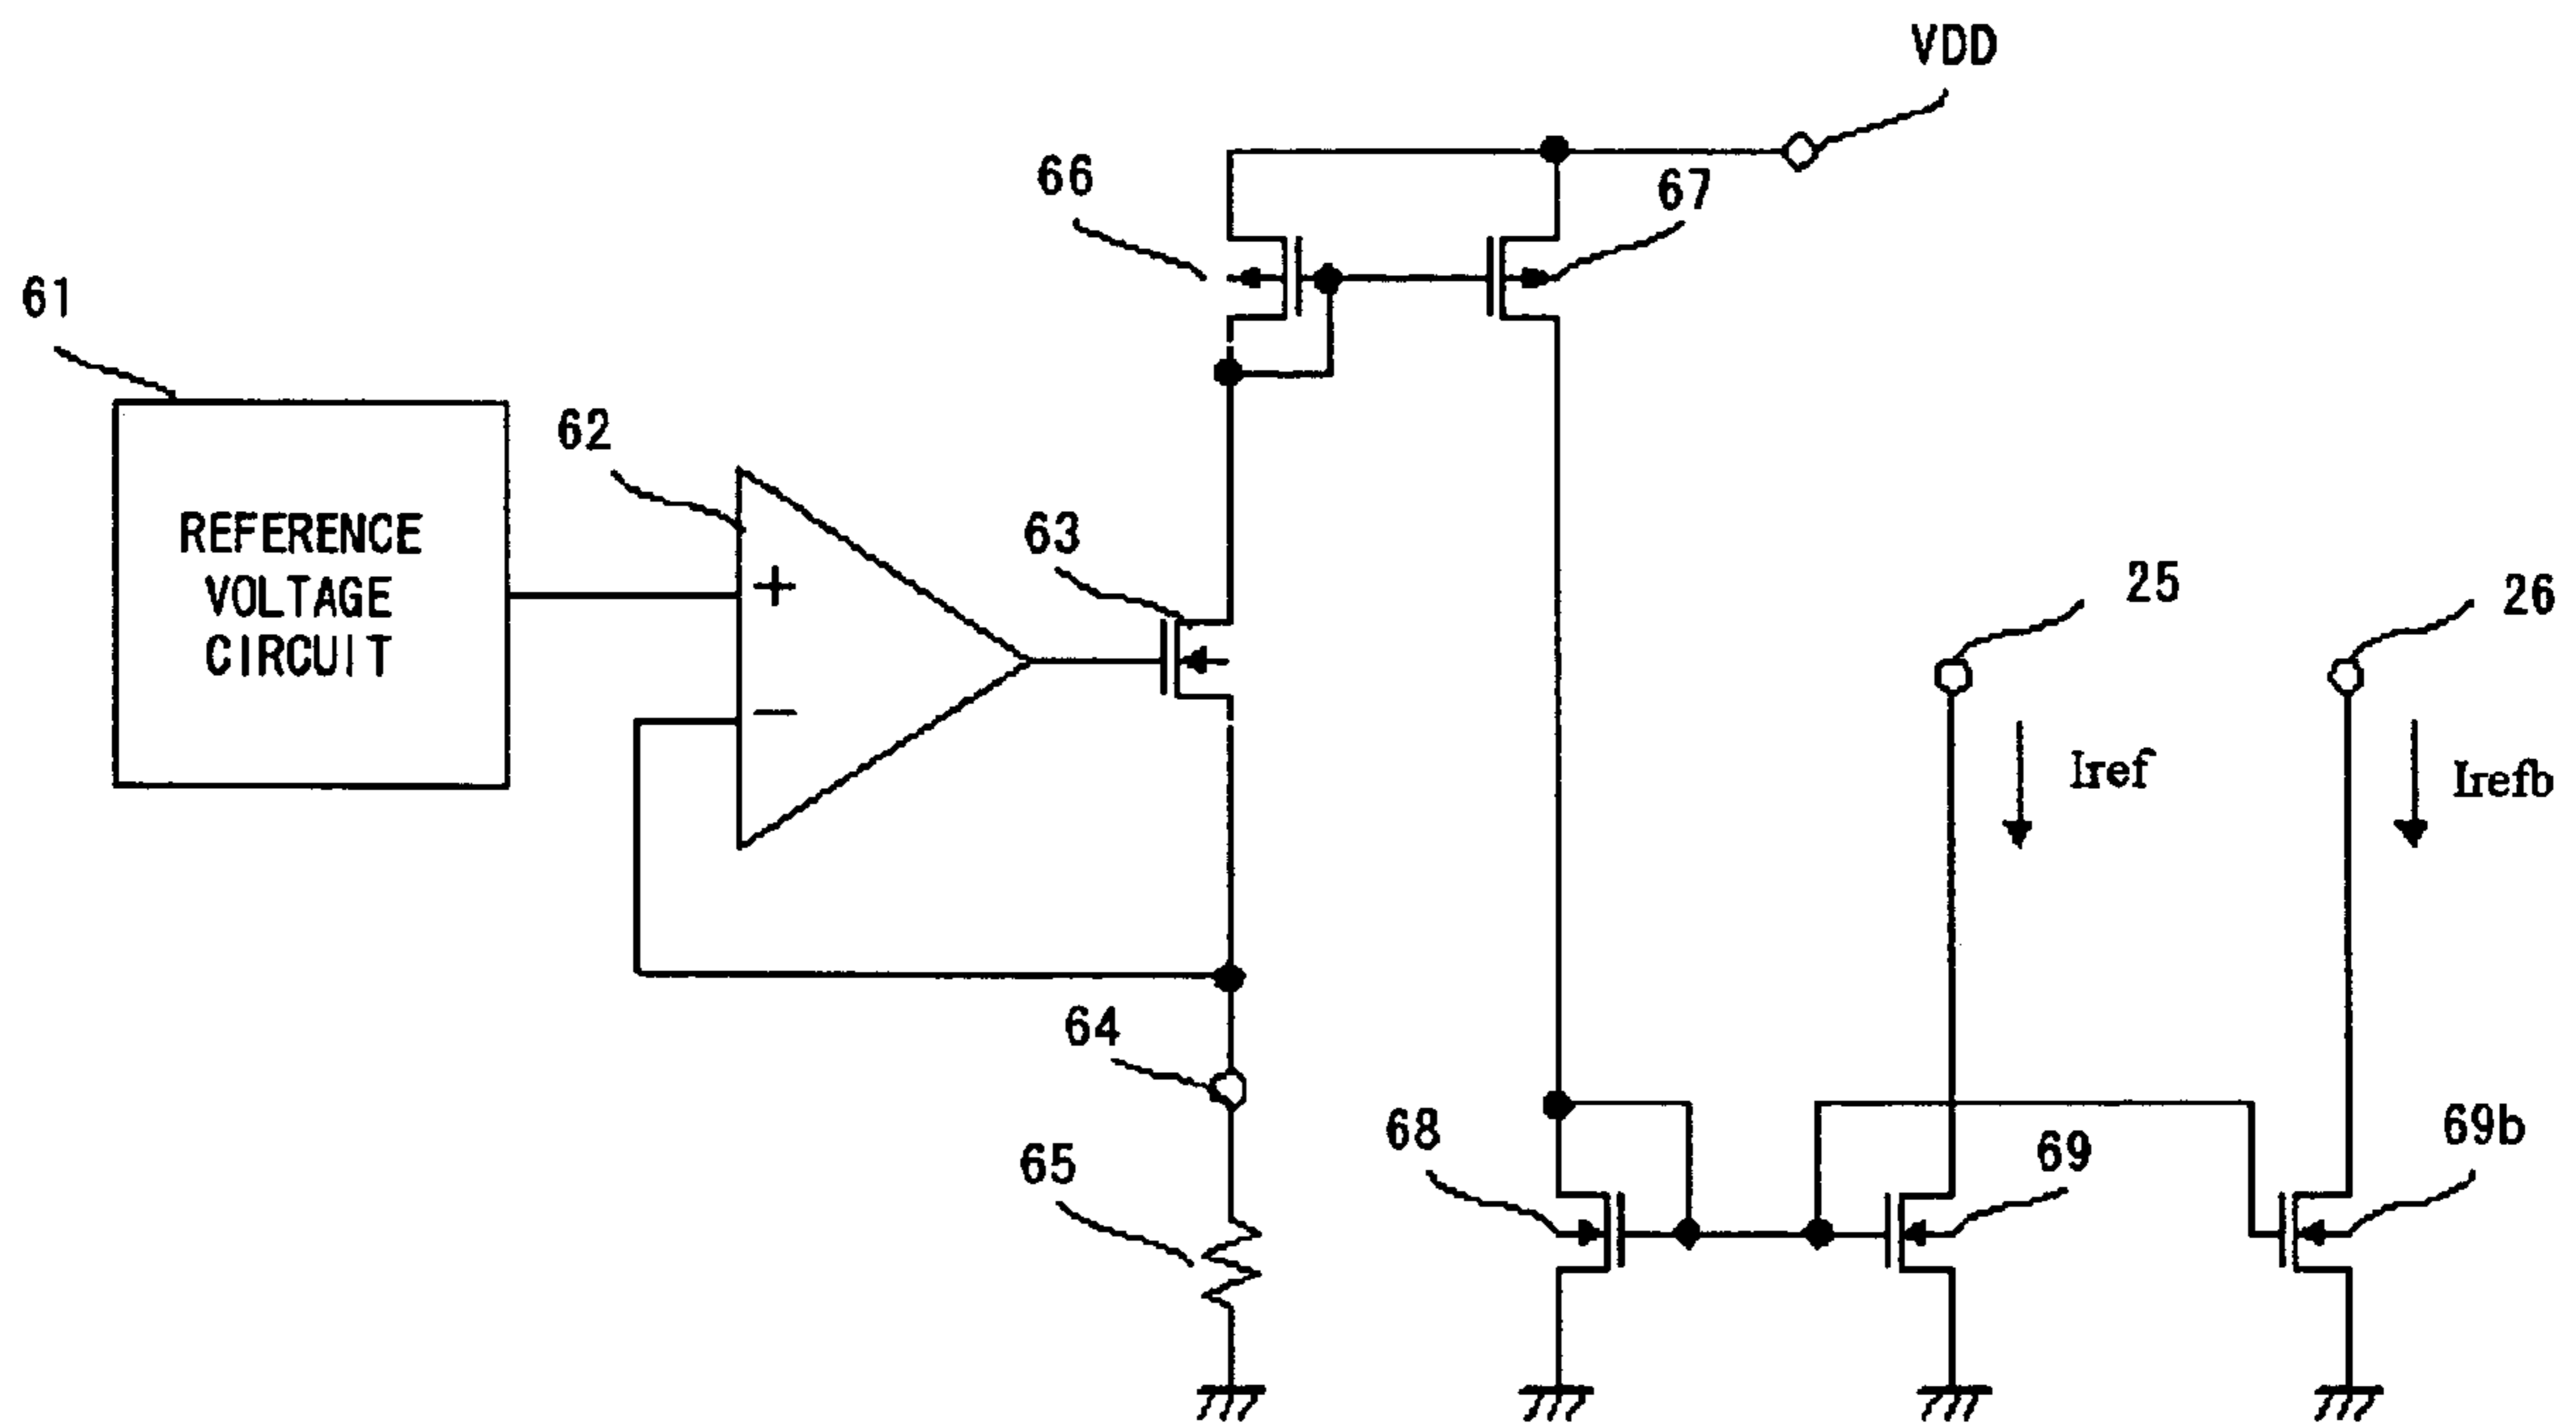 VDD
66
67
61
62
REFERENCE
VOLTAGE
CIRCUIT
+
−
63
25
26
Iref
Irefb
64
65
68
69
69b